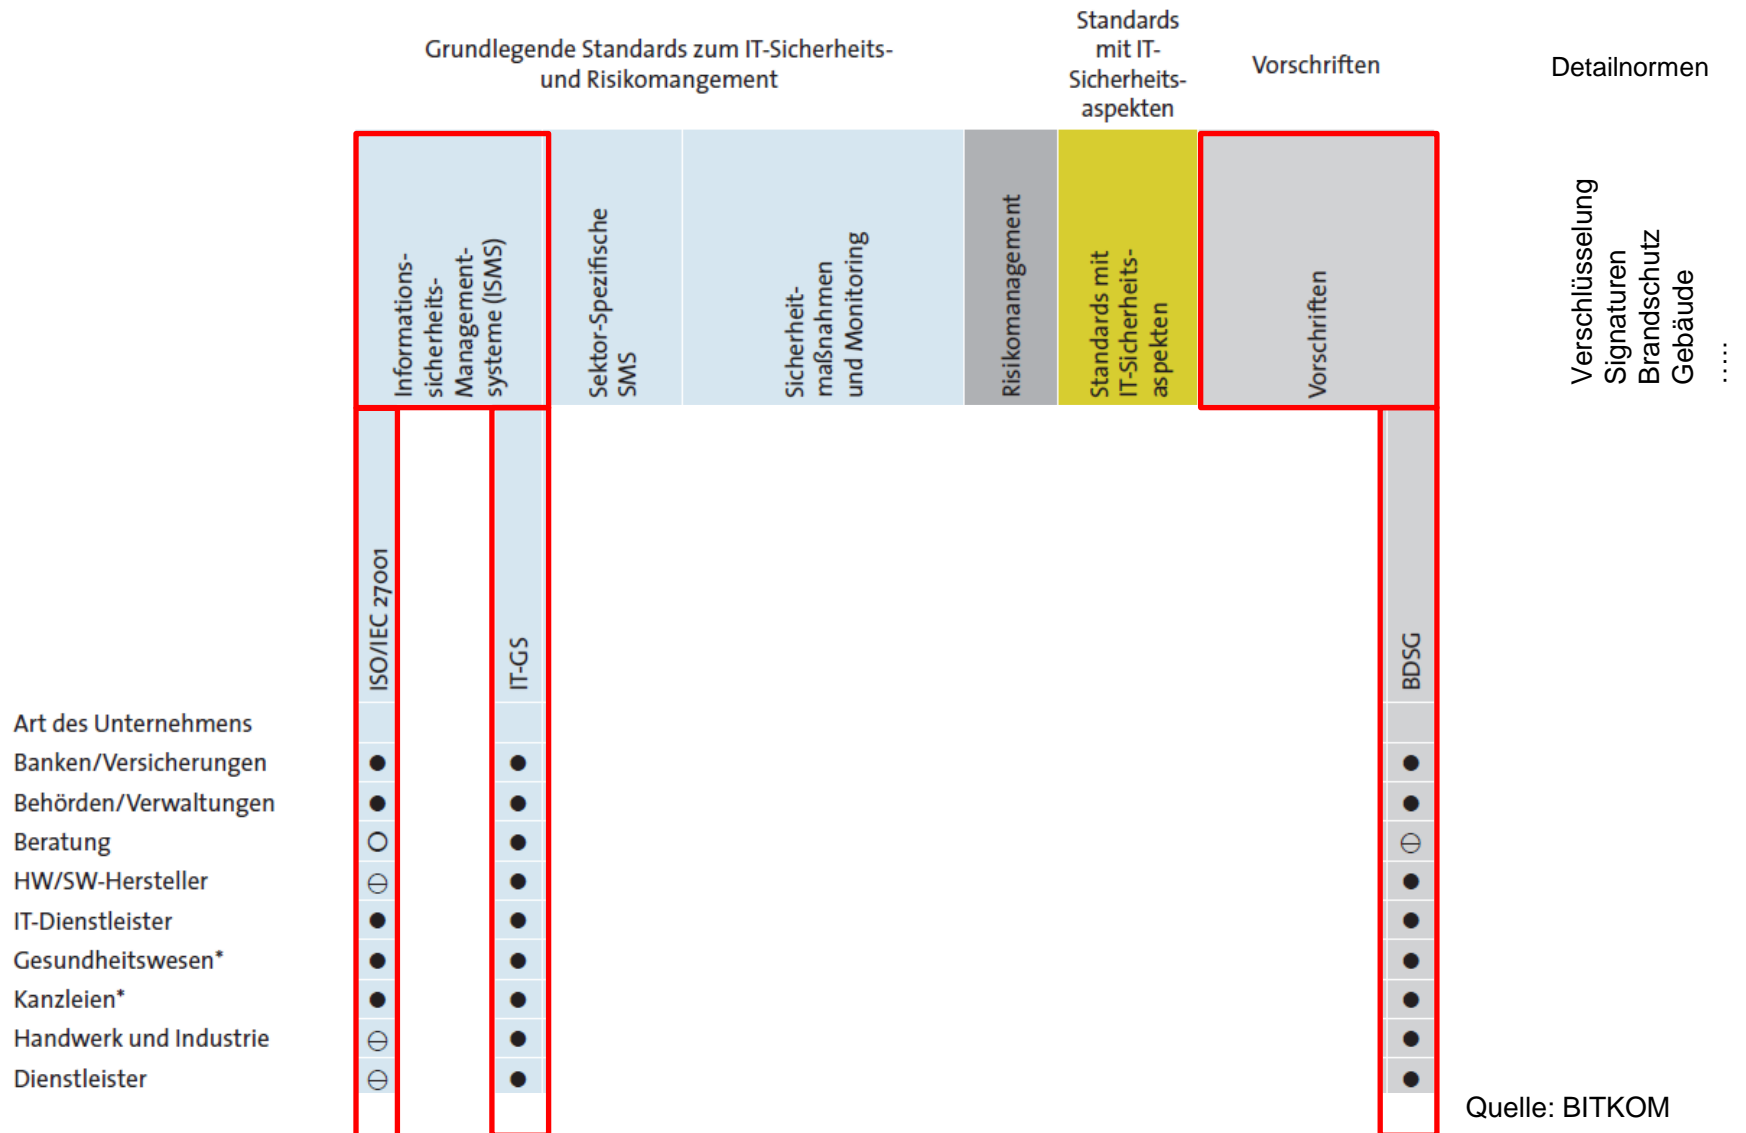 Grundlegende Standards zum IT-Sicherheits-
und Risikomangement
Standards
mit IT-
Sicherheits-
aspekten
Vorschriften
Detailnormen
Informations-
sicherheits-
Management-
systeme (ISMS)
Sektor-Spezifische
SMS
Sicherheit-
maßnahmen
und Monitoring
Risikomanagement
Standards mit
IT-Sicherheits-
aspekten
Vorschriften
Verschlüsselung
Signaturen
Brandschutz
Gebäude
.....
ISO/IEC 27001
IT-GS
BDSG
Art des Unternehmens
Banken/Versicherungen
Behörden/Verwaltungen
Beratung
HW/SW-Hersteller
IT-Dienstleister
Gesundheitswesen*
Kanzleien*
Handwerk und Industrie
Dienstleister
Quelle: BITKOM